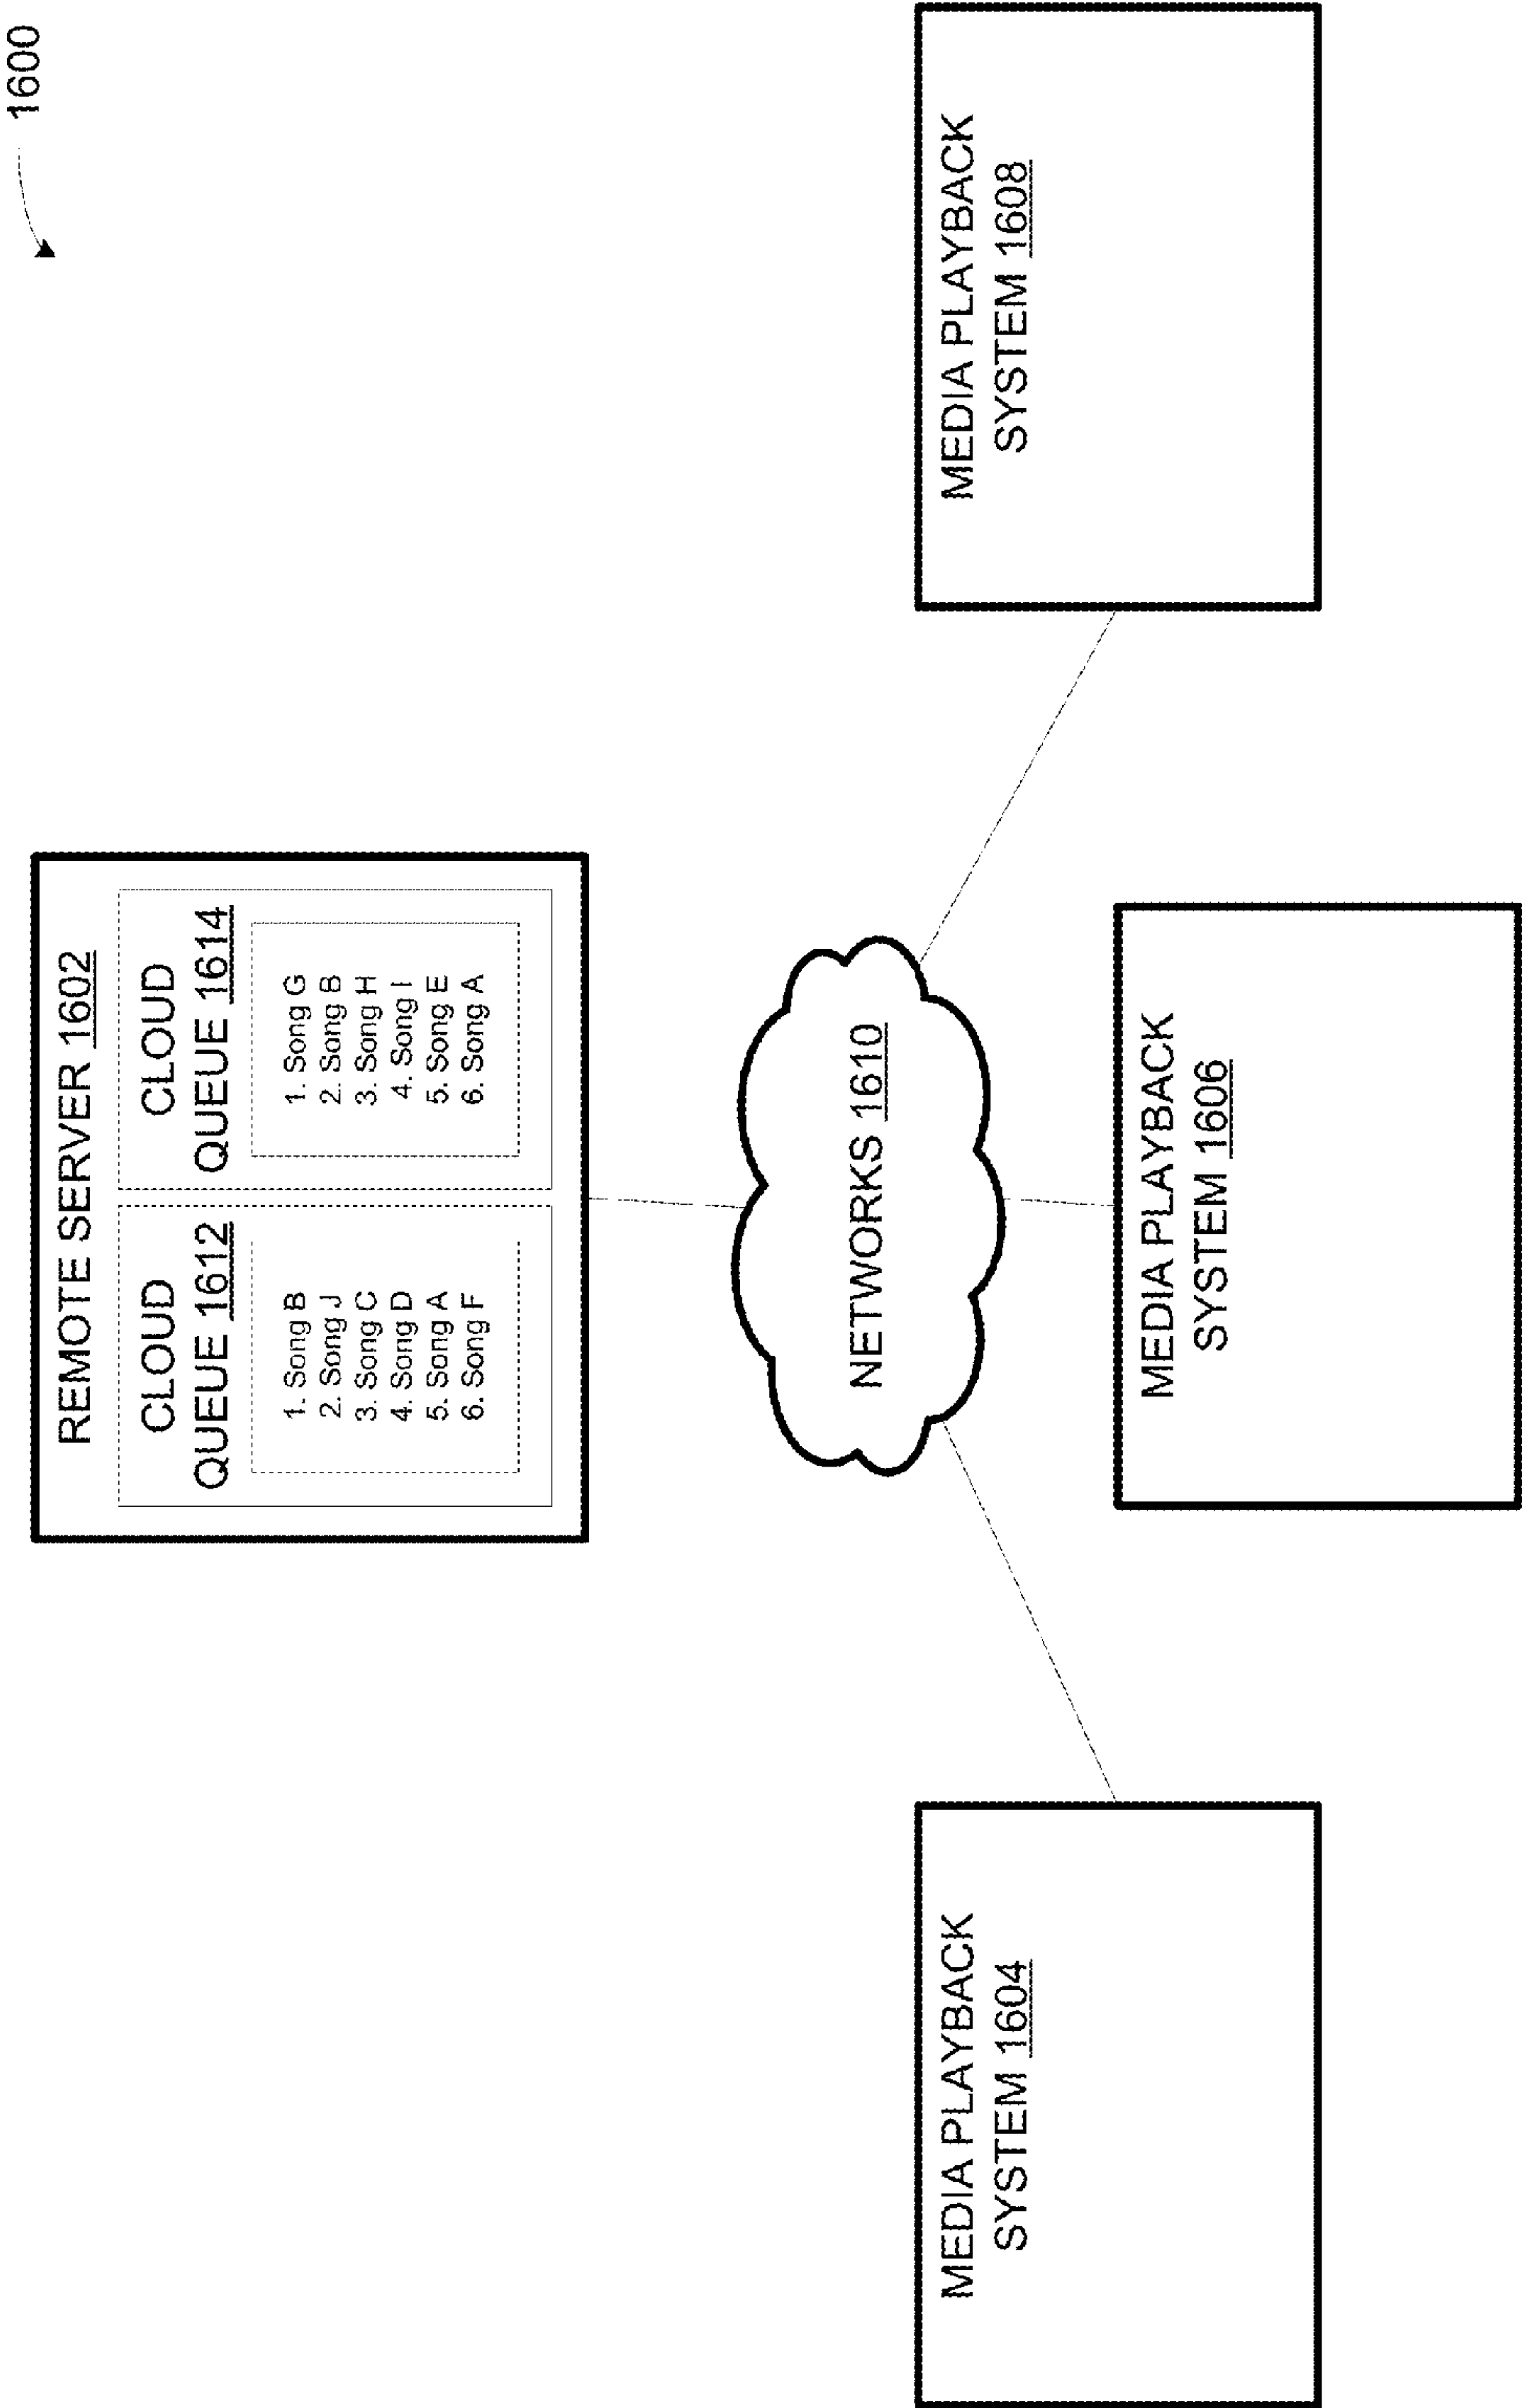 1600
REMOTE SERVER 1602
CLOUD
QUEUE 1612
1. Song B
2. Song J
3. Song C
4. Song D
5. Song A
6. Song F
CLOUD
QUEUE 1614
1. Song G
2. Song B
3. Song H
4. Song I
5. Song E
6. Song A
NETWORKS 1610
MEDIA PLAYBACK
SYSTEM 1604
MEDIA PLAYBACK
SYSTEM 1606
MEDIA PLAYBACK
SYSTEM 1608